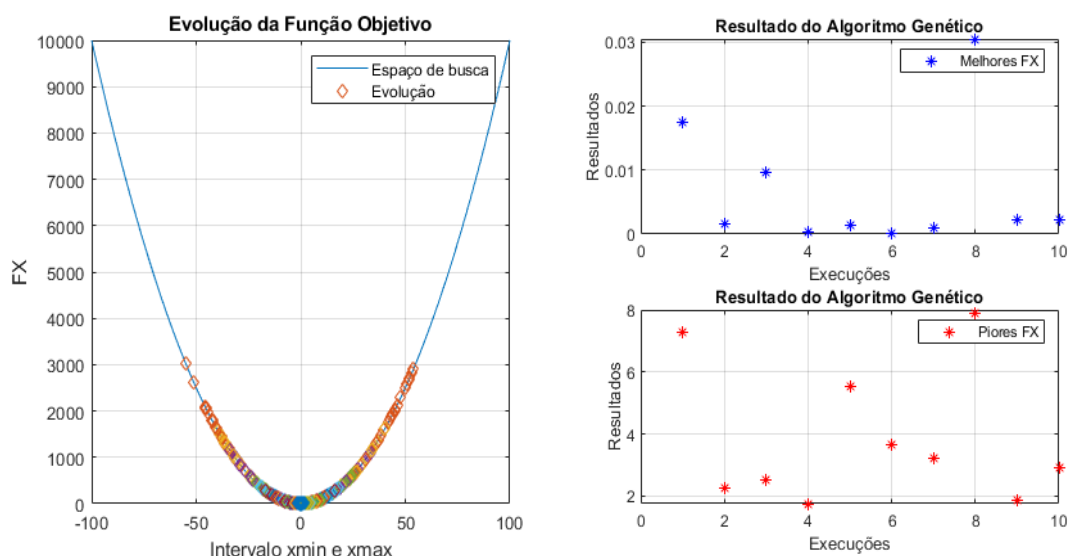 Evolução da Função Objetivo
10000
9000
8000
7000
6000
5000
4000
3000
2000
1000
0
FX
-100
-50
0
50
100
Intervalo xmin e xmax
Espaço de busca
Evolução
Resultado do Algoritmo Genético
0.03
0.02
0.01
0
Resultados
0
2
4
6
8
10
Execuções
Melhores FX
Resultado do Algoritmo Genético
8
6
4
2
Resultados
0
2
4
6
8
10
Execuções
Piores FX